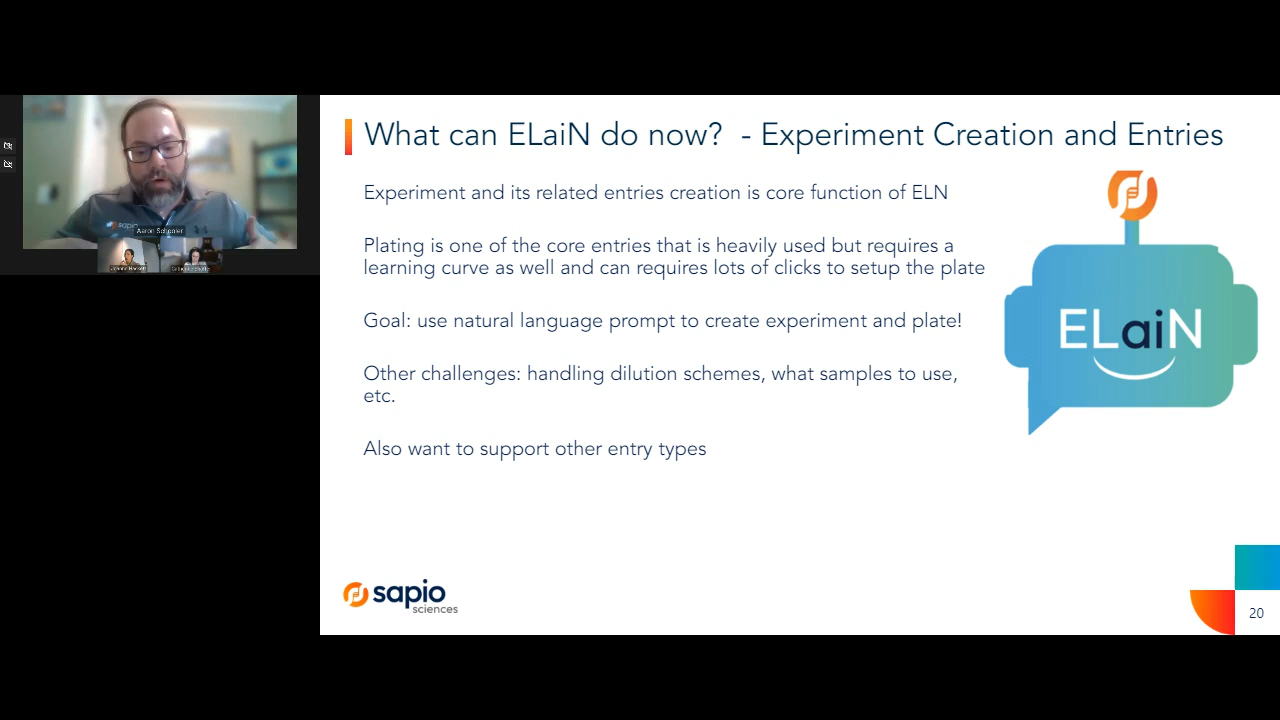 sapio
Aaron Schooler
What can ELaiN do now?  - Experiment Creation and Entries
Experiment and its related entries creation is core function of ELN
Plating is one of the core entries that is heavily used but requires a
learning curve as well and can requires lots of clicks to setup the plate
Goal: use natural language prompt to create experiment and plate!
Other challenges: handling dilution schemes, what samples to use,
etc.
Also want to support other entry types
ELaiN
sapio
sciences
20